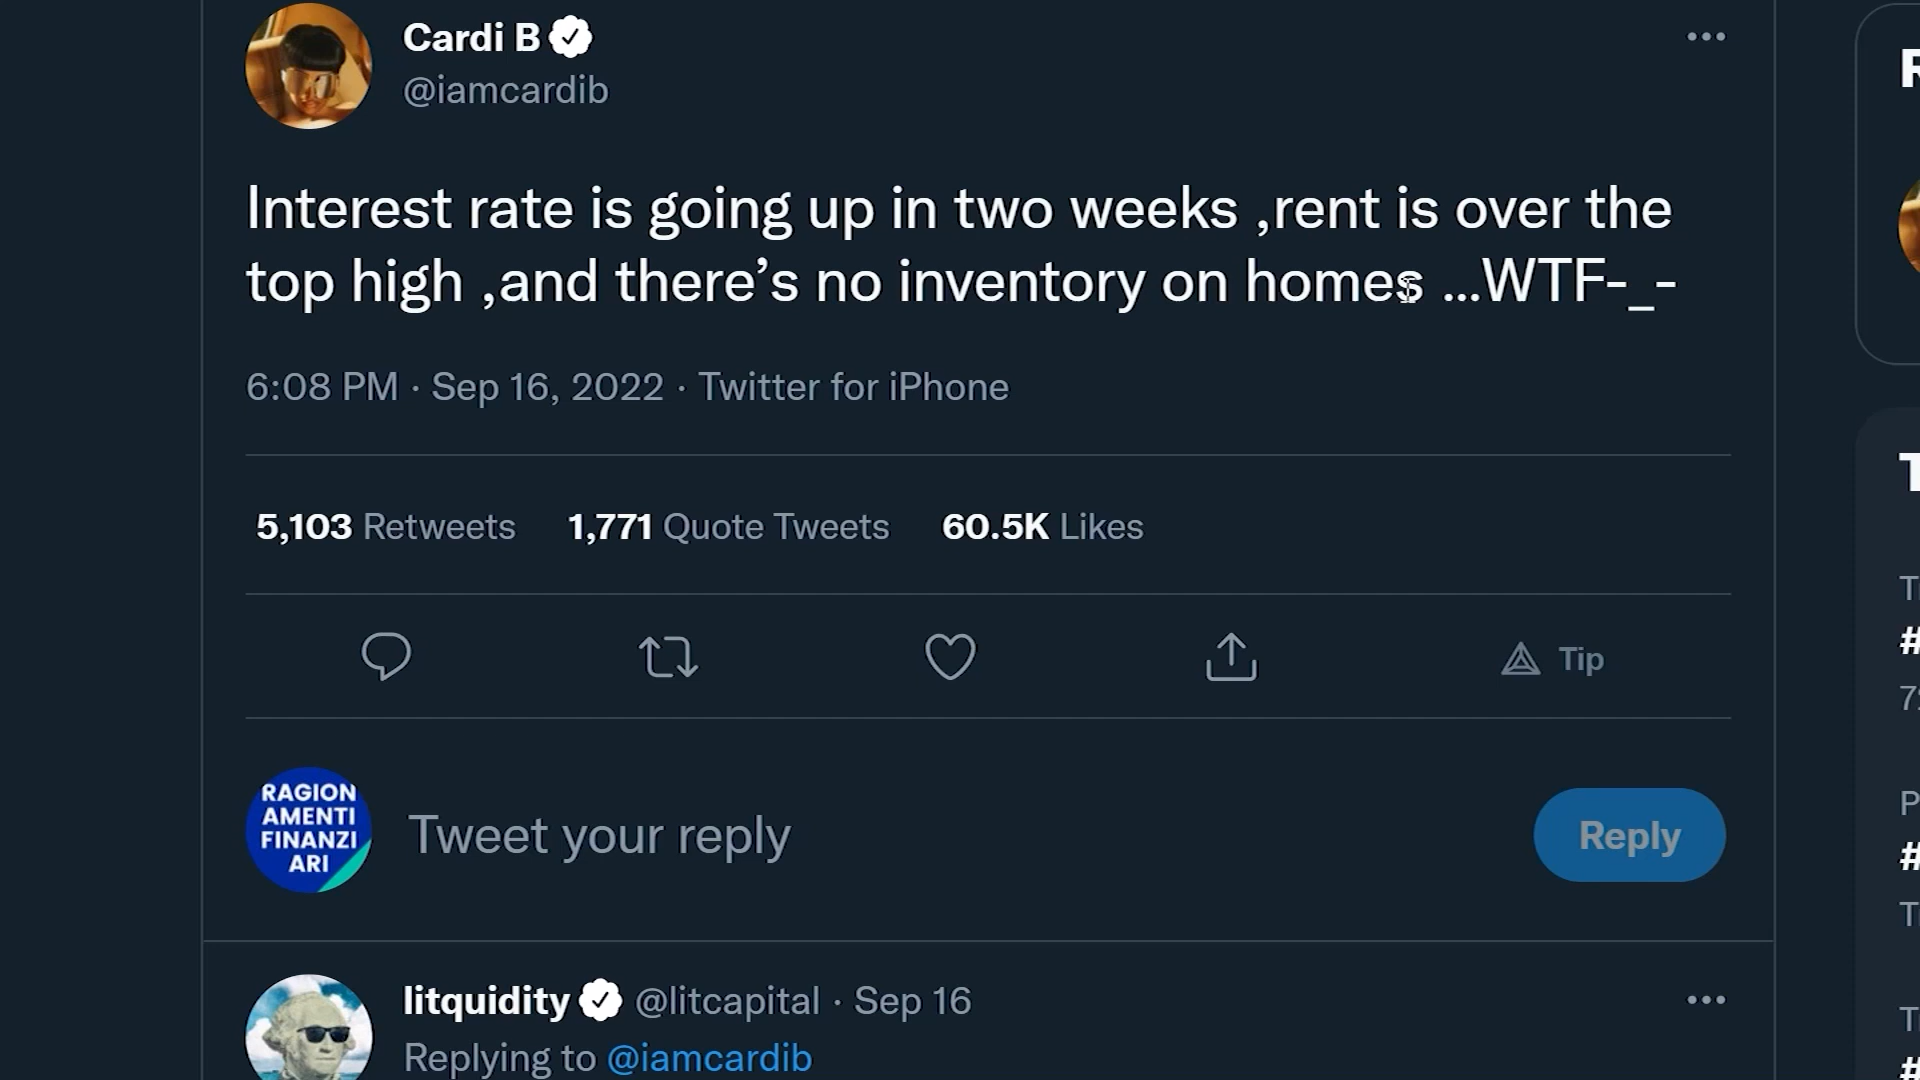 Cardi B
@iamcardib
Interest rate is going up in two weeks ,rent is over the
top high ,and there’s no inventory on homes ...WTF-_-
6:08 PM · Sep 16, 2022 · Twitter for iPhone
5,103 Retweets 1,771 Quote Tweets 60.5K Likes
Tip
RAGION
AMENTI
FINANZI
ARI
Tweet your reply
Reply
litquidity @litcapital · Sep 16
Replying to @iamcardib